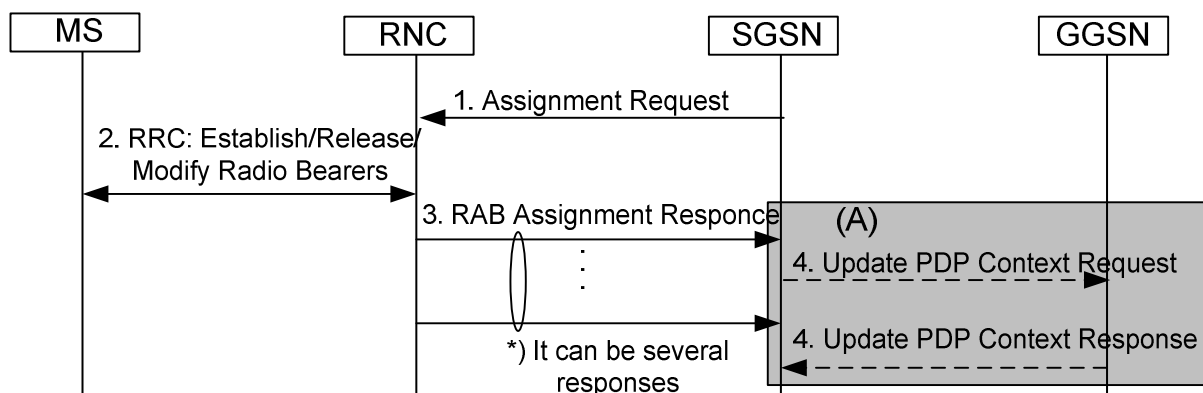 MS
RNC
SGSN
GGSN
1. Assignment Request
2. RRC: Establish/Release/
Modify Radio Bearers
3. RAB Assignment Responce
(A)
4. Update PDP Context Request
4. Update PDP Context Response
*) It can be several
responses